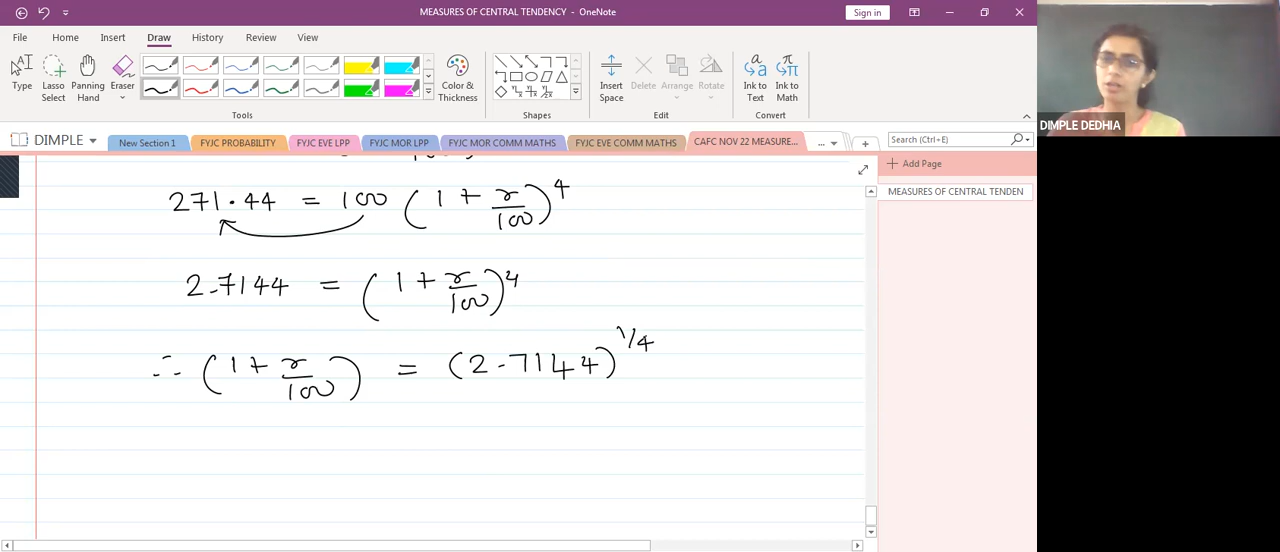 MEASURES OF CENTRAL TENDENCY - OneNote
Sign in
File Home Insert Draw History Review View
Type
Lasso Select
Panning Hand
Eraser
Color & Thickness
Insert Space
Delete
Arrange
Rotate
Ink to Text
Ink to Math
Tools
Shapes
Edit
Convert
DIMPLE DEDHIA
DIMPLE
New Section 1
FYJC PROBABILITY
FYJC EVE LPP
FYJC MOR LPP
FYJC MOR COMM MATHS
FYJC EVE COMM MATHS
CAFC NOV 22 MEASURE...
...
Search (Ctrl+E)
+ Add Page
MEASURES OF CENTRAL TENDEN
271.44 = 100 (1 + r/100)^4
2.7144 = (1 + r/100)^4
∴ (1 + r/100) = (2.7144)^1/4